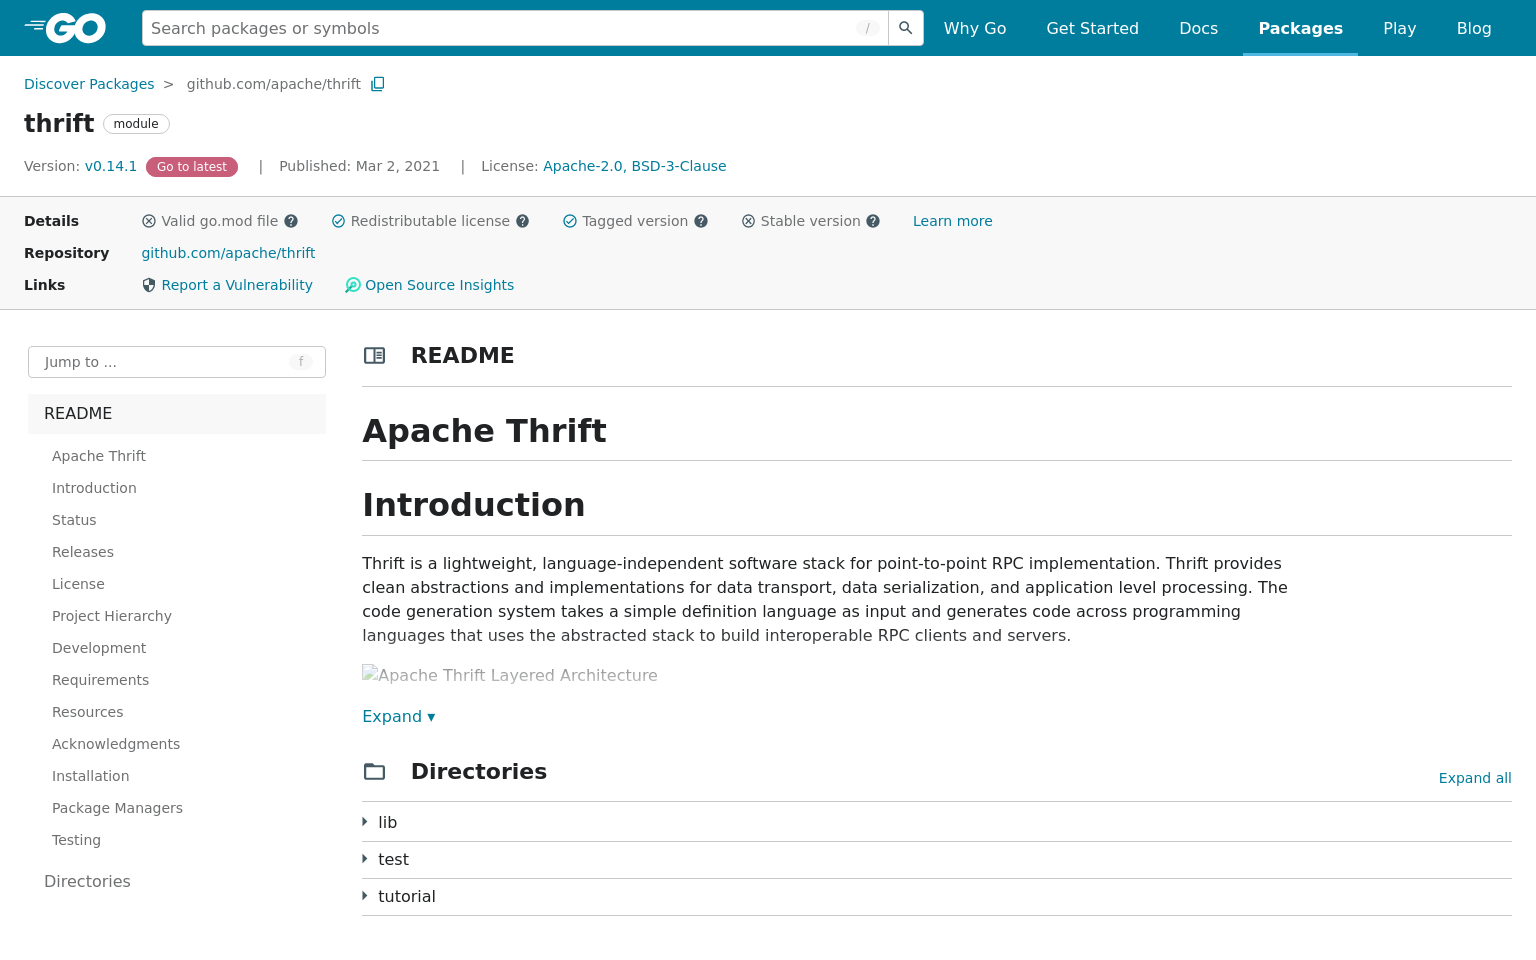 GO
Search packages or symbols
/
Why Go
Get Started
Docs
Packages
Play
Blog
Discover Packages > github.com/apache/thrift
thrift module
Version: v0.14.1 Go to latest | Published: Mar 2, 2021 | License: Apache-2.0, BSD-3-Clause
Details Valid go.mod file Redistributable license Tagged version Stable version Learn more
Repository github.com/apache/thrift
Links Report a Vulnerability Open Source Insights
Jump to ... f
README
Apache Thrift
Introduction
Status
Releases
License
Project Hierarchy
Development
Requirements
Resources
Acknowledgments
Installation
Package Managers
Testing
Directories
README
Apache Thrift
Introduction
Thrift is a lightweight, language-independent software stack for point-to-point RPC implementation. Thrift provides
clean abstractions and implementations for data transport, data serialization, and application level processing. The
code generation system takes a simple definition language as input and generates code across programming
languages that uses the abstracted stack to build interoperable RPC clients and servers.
Apache Thrift Layered Architecture
Expand ▾
Directories
Expand all
lib
test
tutorial